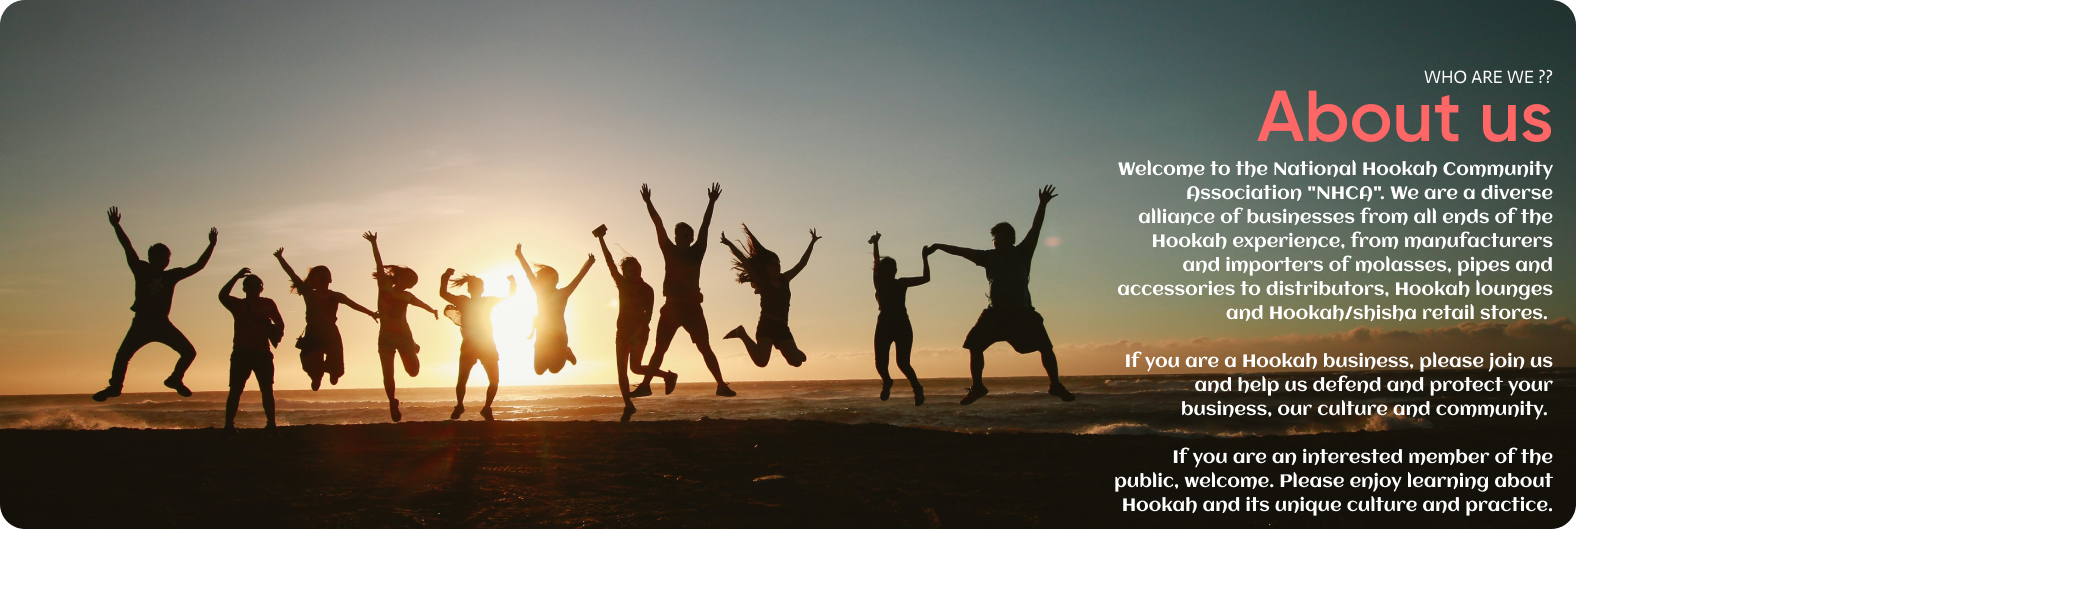 WHO ARE WE ??
About us
Welcome to the National Hookah Community
Association "NHCA". We are a diverse
alliance of businesses from all ends of the
Hookah experience, from manufacturers
and importers of molasses, pipes and
accessories to distributors, Hookah lounges
and Hookah/shisha retail stores.
If you are a Hookah business, please join us
and help us defend and protect your
business, our culture and community.
If you are an interested member of the
public, welcome. Please enjoy learning about
Hookah and its unique culture and practice.